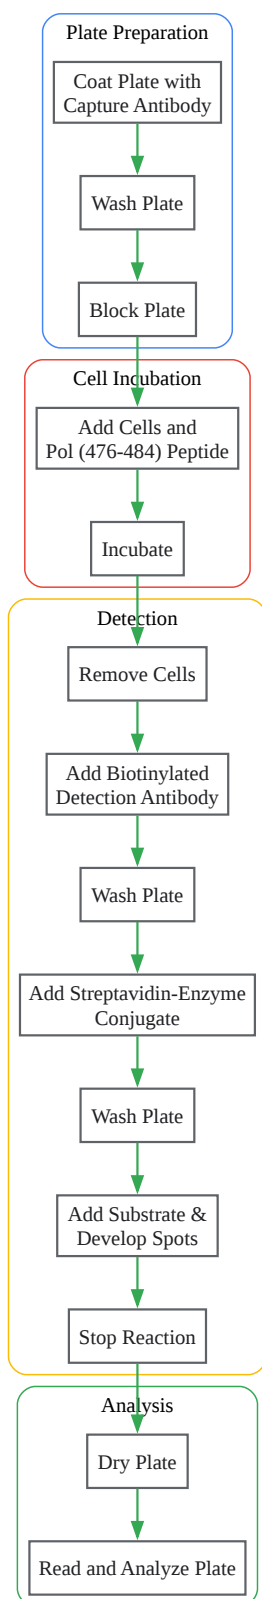 Plate Preparation
Coat Plate with
Capture Antibody
Wash Plate
Block Plate
Cell Incubation
Add Cells and
Pol (476-484) Peptide
Incubate
Detection
Remove Cells
Add Biotinylated
Detection Antibody
Wash Plate
Add Streptavidin-Enzyme
Conjugate
Wash Plate
Add Substrate &
Develop Spots
Stop Reaction
Analysis
Dry Plate
Read and Analyze Plate